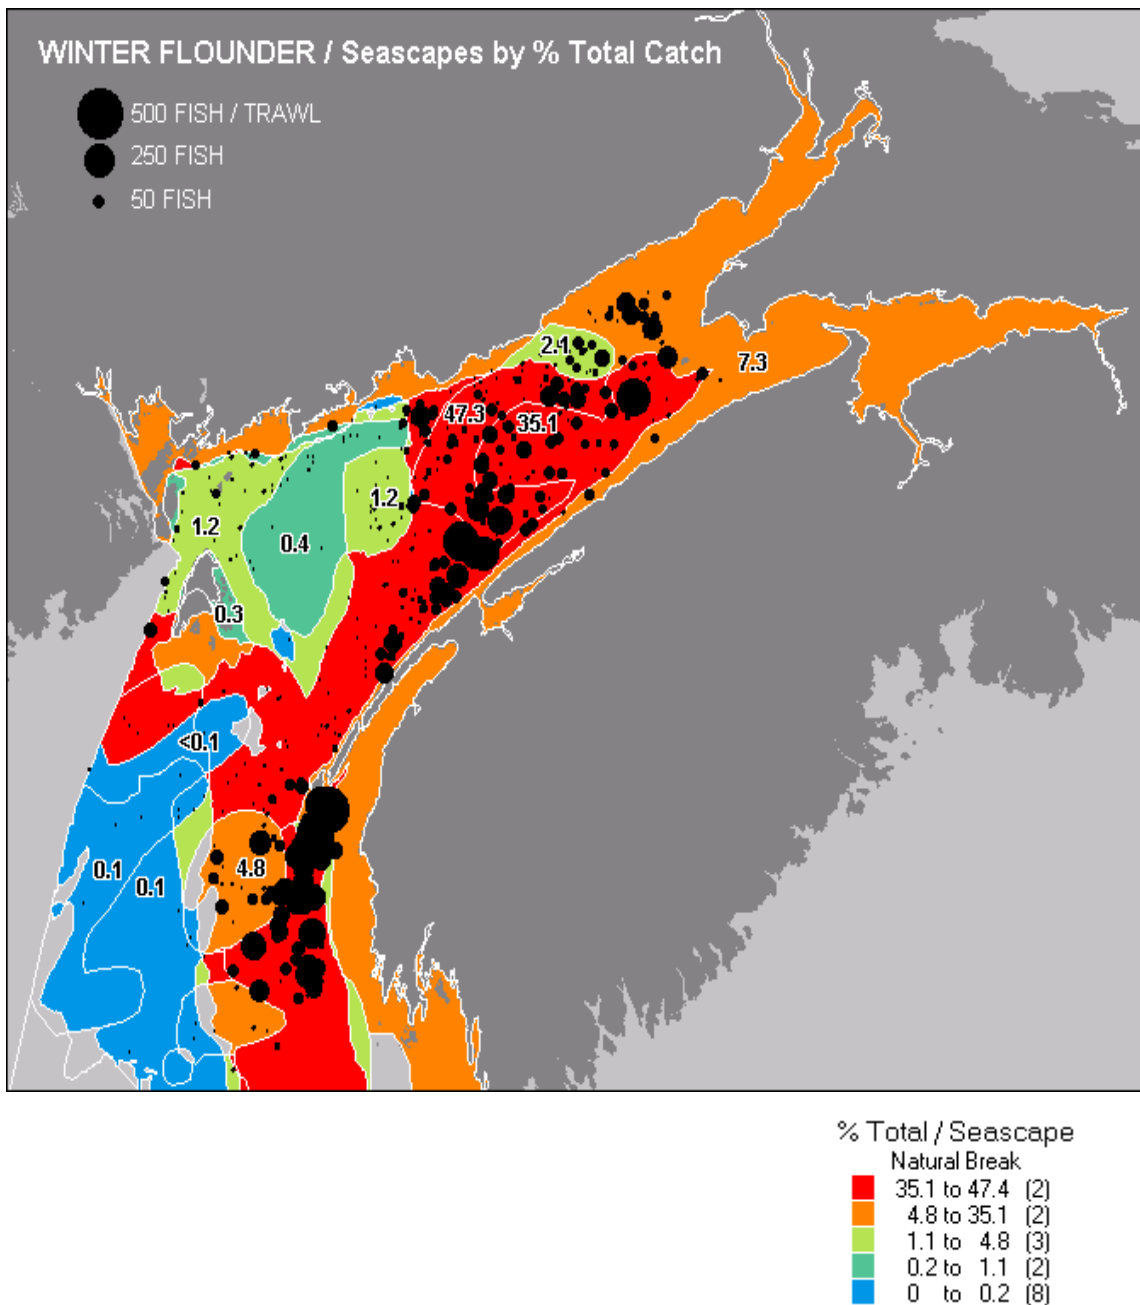 WINTER FLOUNDER / Seascapes by % Total Catch
500 FISH / TRAWL
250 FISH
50 FISH
2.1
7.3
47.3
35.1
1.2
1.2
0.4
0.3
<0.1
4.8
0.1
0.1
% Total / Seascape
Natural Break
35.1 to 47.4 (2)
4.8 to 35.1 (2)
1.1 to 4.8 (3)
0.2 to 1.1 (2)
0 to 0.2 (8)